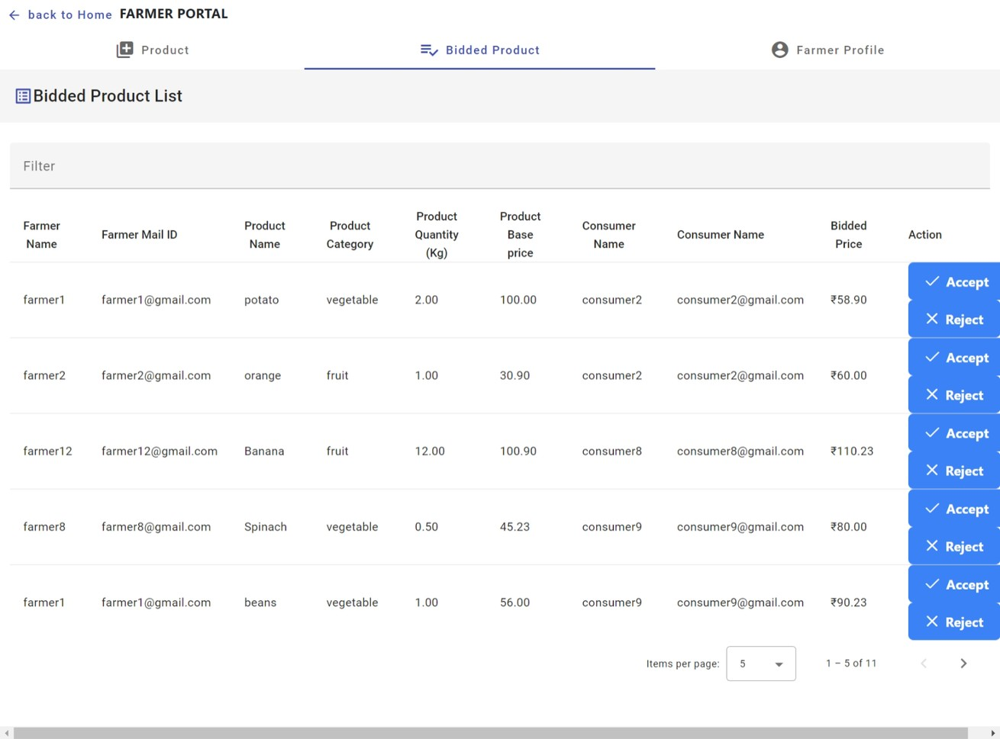 back to Home FARMER PORTAL
Product Bidded Product Farmer Profile
Bidded Product List
Filter
Farmer Name Farmer Mail ID Product Name Product Category Product Quantity (Kg) Product Base price Consumer Name Consumer Name Bidded Price Action
farmer1 farmer1@gmail.com potato vegetable 2.00 100.00 consumer2 consumer2@gmail.com ₹58.90 Accept
Reject
farmer2 farmer2@gmail.com orange fruit 1.00 30.90 consumer2 consumer2@gmail.com ₹60.00 Accept
Reject
farmer12 farmer12@gmail.com Banana fruit 12.00 100.90 consumer8 consumer8@gmail.com ₹110.23 Accept
Reject
farmer8 farmer8@gmail.com Spinach vegetable 0.50 45.23 consumer9 consumer9@gmail.com ₹80.00 Accept
Reject
farmer1 farmer1@gmail.com beans vegetable 1.00 56.00 consumer9 consumer9@gmail.com ₹90.23 Accept
Reject
Items per page: 5 1 – 5 of 11